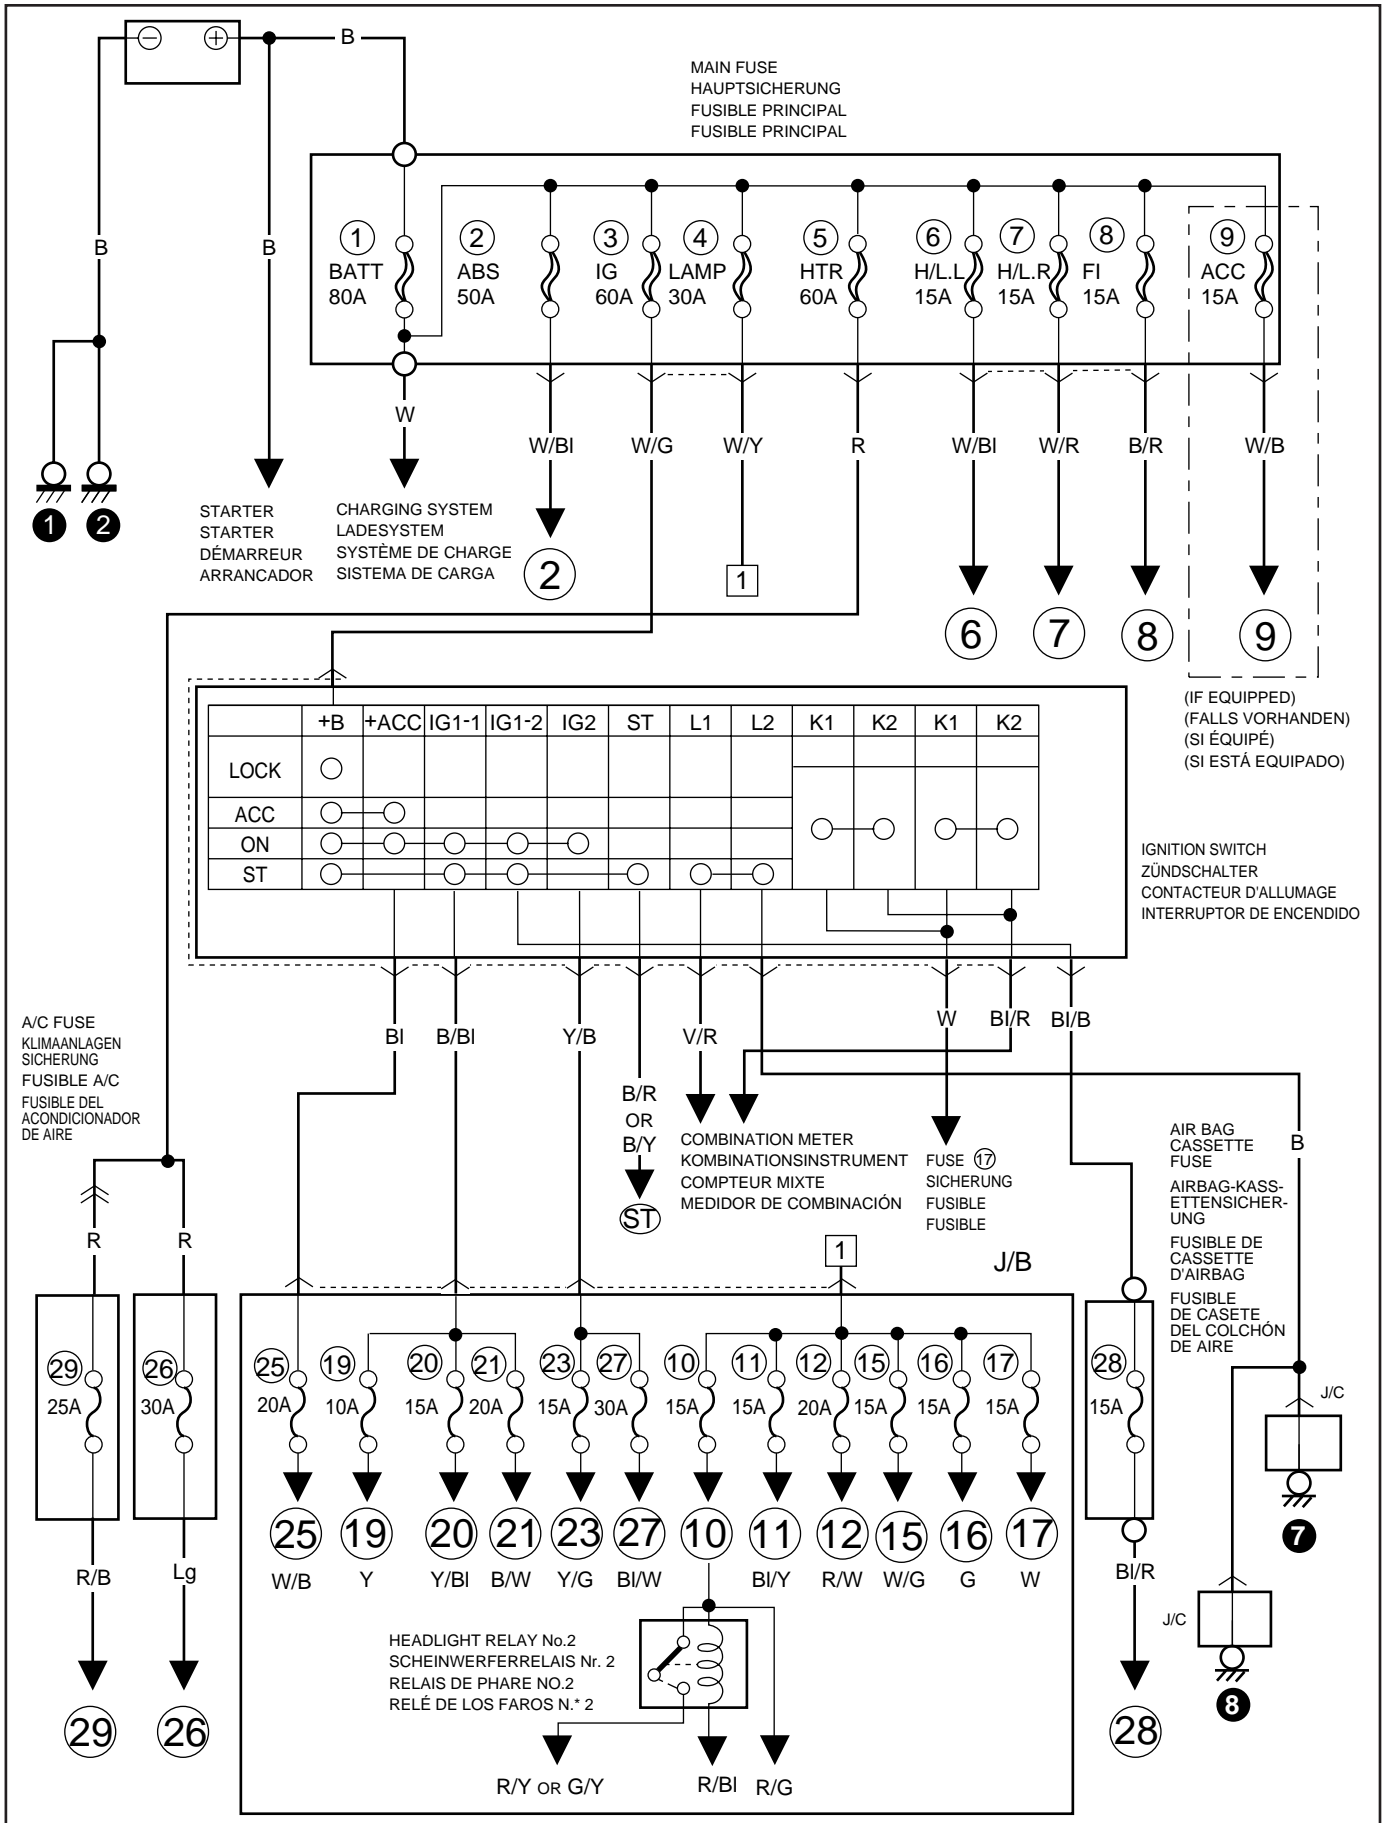 − + B
MAIN FUSE
HAUPTSICHERUNG
FUSIBLE PRINCIPAL
FUSIBLE PRINCIPAL
B B
1 2 3 4 5 6 7 8 9
BATT ABS IG LAMP HTR H/L.L H/L.R FI ACC
80A 50A 60A 30A 60A 15A 15A 15A 15A
W W/Bl W/G W/Y R W/Bl W/R B/R W/B
1 2
STARTER
STARTER
DÉMARREUR
ARRANCADOR
CHARGING SYSTEM
LADESYSTEM
SYSTÈME DE CHARGE
SISTEMA DE CARGA
2 1 6 7 8 9
(IF EQUIPPED)
(FALLS VORHANDEN)
(SI ÉQUIPÉ)
(SI ESTÁ EQUIPADO)
+B +ACC IG1-1 IG1-2 IG2 ST L1 L2 K1 K2 K1 K2
LOCK
ACC
ON
ST
IGNITION SWITCH
ZÜNDSCHALTER
CONTACTEUR D'ALLUMAGE
INTERRUPTOR DE ENCENDIDO
A/C FUSE
KLIMAANLAGEN
SICHERUNG
FUSIBLE A/C
FUSIBLE DEL
ACONDICIONADOR
DE AIRE
Bl B/Bl Y/B V/R W Bl/R Bl/B
B/R
OR
B/Y
ST
COMBINATION METER
KOMBINATIONSINSTRUMENT
COMPTEUR MIXTE
MEDIDOR DE COMBINACIÓN
FUSE 17
SICHERUNG
FUSIBLE
FUSIBLE
AIR BAG
CASSETTE
FUSE
AIRBAG-KASS-
ETTENSICHER-
UNG
FUSIBLE DE
CASSETTE
D'AIRBAG
FUSIBLE
DE CASETE
DEL COLCHÓN
DE AIRE
B
R R
1
J/B
29 26 25 19 20 21 23 27 10 11 12 15 16 17 28
25A 30A 20A 10A 15A 20A 15A 30A 15A 15A 20A 15A 15A 15A 15A
J/C
25 19 20 21 23 27 10 11 12 15 16 17
7
R/B Lg W/B Y Y/Bl B/W Y/G Bl/W Bl/Y R/W W/G G W Bl/R
J/C
8
HEADLIGHT RELAY No.2
SCHEINWERFERRELAIS Nr. 2
RELAIS DE PHARE NO.2
RELÉ DE LOS FAROS N.* 2
29 26 28
R/Y OR G/Y R/Bl R/G